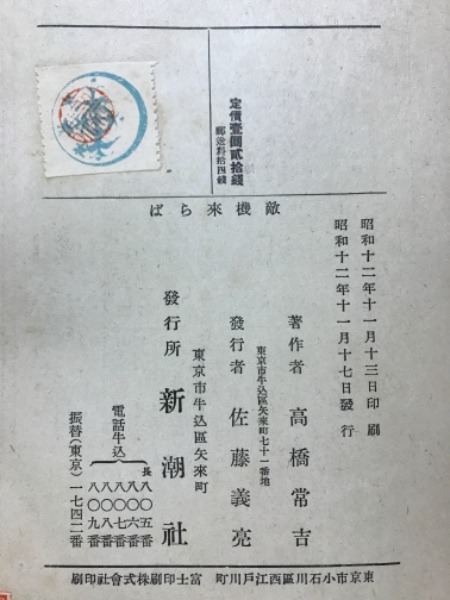 定價壹圓貳拾錢
郵送料拾四錢
敵機來らば
昭和十二年十一月十三日印刷
昭和十二年十一月十七日發行
著作者 高橋常吉
東京市牛込區矢來町七十一番地
發行者 佐藤義亮
東京市牛込區矢來町
發行所 新潮社
電話牛込
長八〇五番
八〇六番
八〇七番
八〇八番
八〇九番
振替(東京)一七四二番
東京市小石川區西江戸川町 富士印刷株式會社印刷